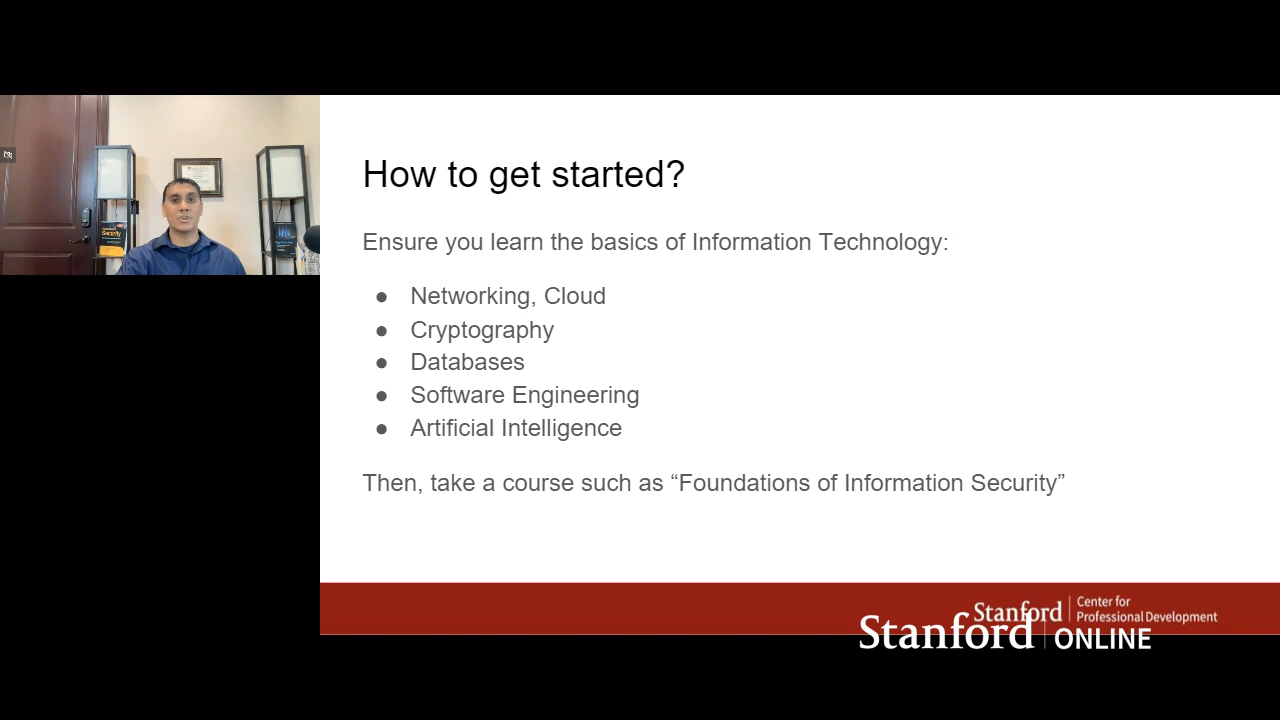 Security
How to get started?
Ensure you learn the basics of Information Technology:
● Networking, Cloud
● Cryptography
● Databases
● Software Engineering
● Artificial Intelligence
Then, take a course such as “Foundations of Information Security”
Stanford
Center for
Professional Development
Stanford ONLINE